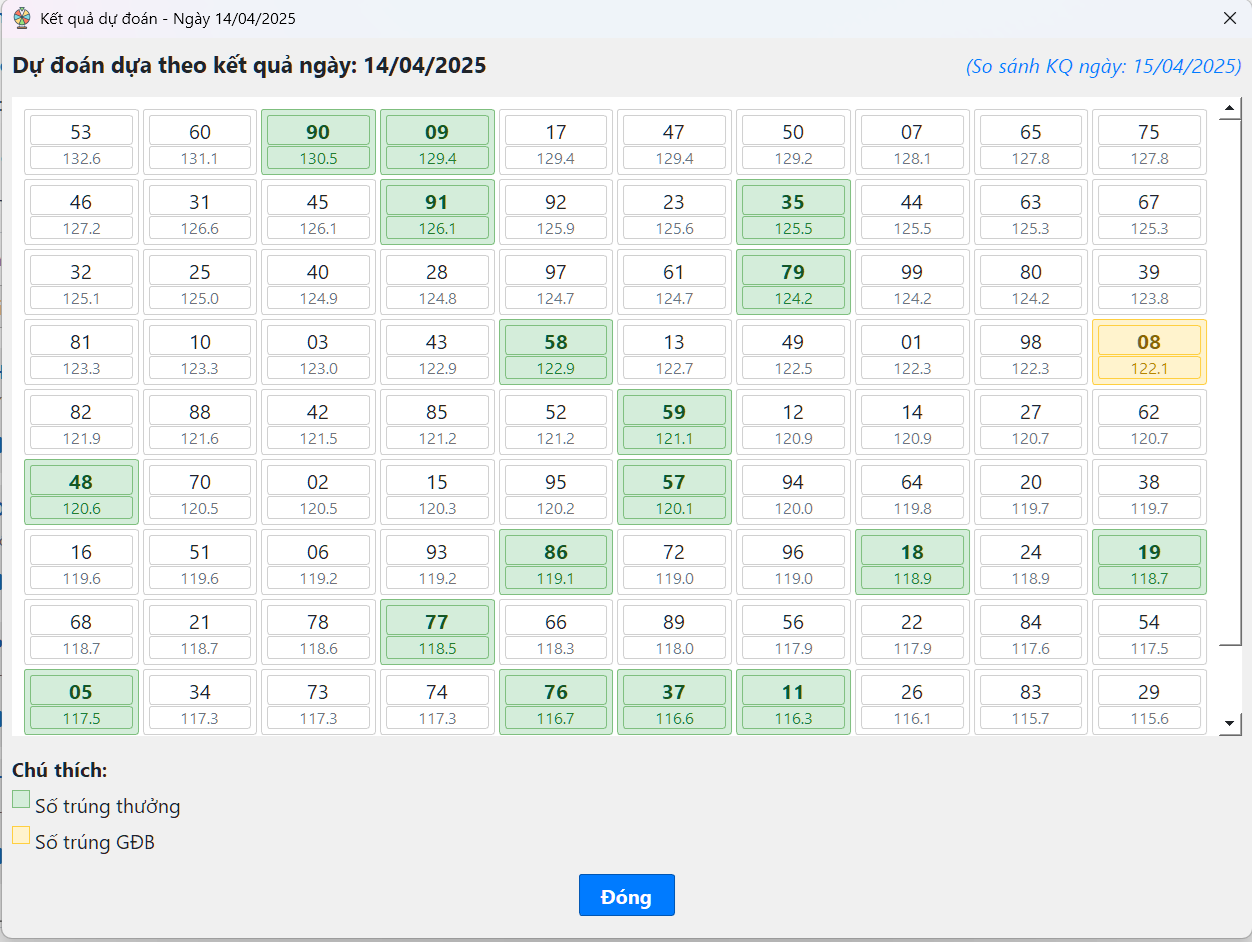 Kết quả dự đoán - Ngày 14/04/2025
Dự đoán dựa theo kết quả ngày: 14/04/2025
(So sánh KQ ngày: 15/04/2025)
53 60 90 09 17 47 50 07 65 75
132.6 131.1 130.5 129.4 129.4 129.4 129.2 128.1 127.8 127.8
46 31 45 91 92 23 35 44 63 67
127.2 126.6 126.1 126.1 125.9 125.6 125.5 125.5 125.3 125.3
32 25 40 28 97 61 79 99 80 39
125.1 125.0 124.9 124.8 124.7 124.7 124.2 124.2 124.2 123.8
81 10 03 43 58 13 49 01 98 08
123.3 123.3 123.0 122.9 122.9 122.7 122.5 122.3 122.3 122.1
82 88 42 85 52 59 12 14 27 62
121.9 121.6 121.5 121.2 121.2 121.1 120.9 120.9 120.7 120.7
48 70 02 15 95 57 94 64 20 38
120.6 120.5 120.5 120.3 120.2 120.1 120.0 119.8 119.7 119.7
16 51 06 93 86 72 96 18 24 19
119.6 119.6 119.2 119.2 119.1 119.0 119.0 118.9 118.9 118.7
68 21 78 77 66 89 56 22 84 54
118.7 118.7 118.6 118.5 118.3 118.0 117.9 117.9 117.6 117.5
05 34 73 74 76 37 11 26 83 29
117.5 117.3 117.3 117.3 116.7 116.6 116.3 116.1 115.7 115.6
Chú thích:
Số trúng thưởng
Số trúng GĐB
Đóng